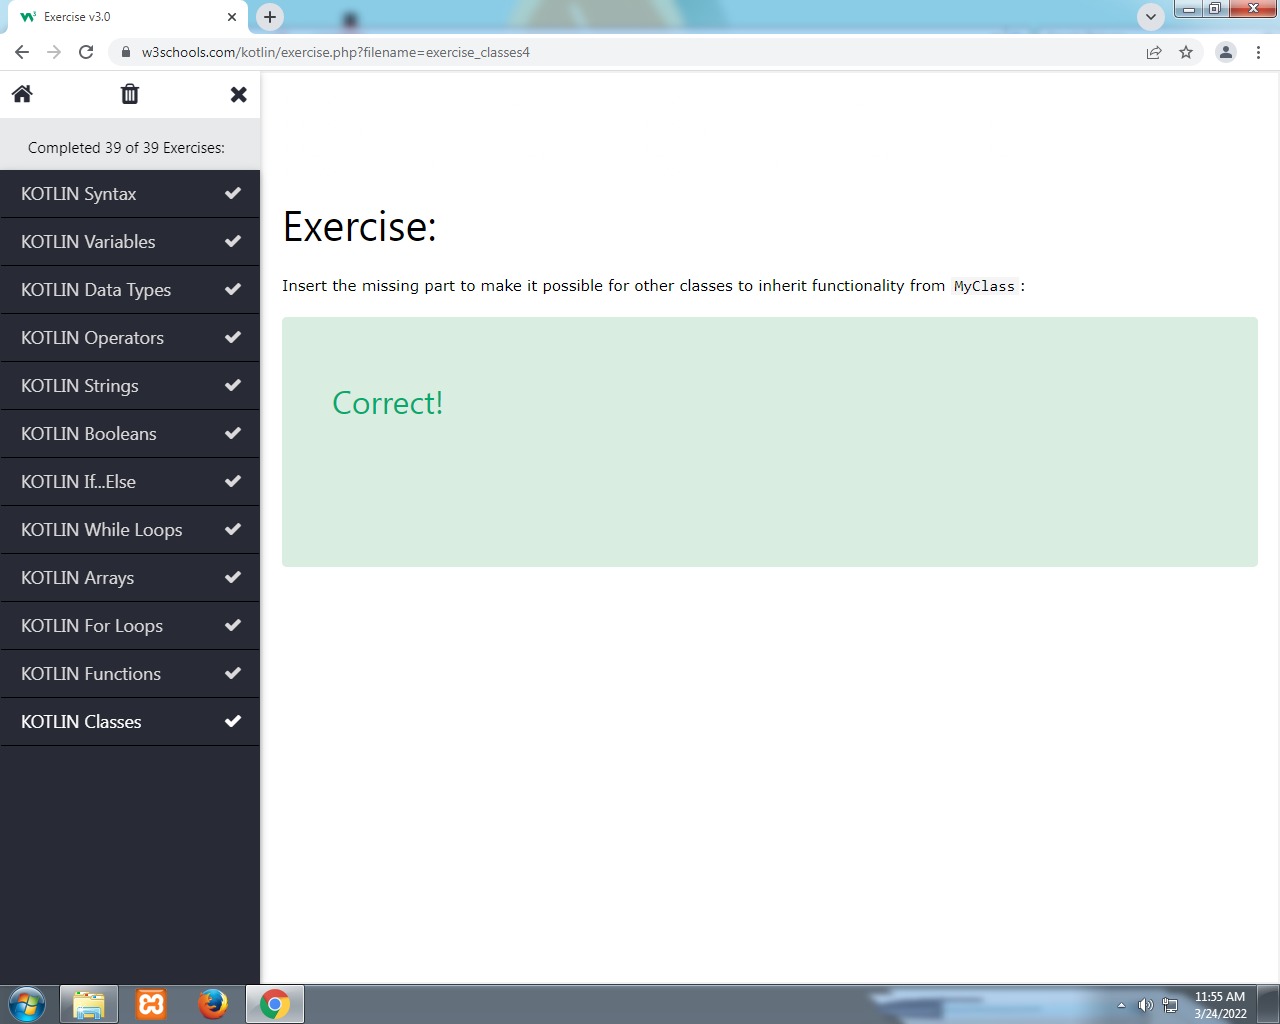 Exercise v3.0
w3schools.com/kotlin/exercise.php?filename=exercise_classes4
Completed 39 of 39 Exercises:
KOTLIN Syntax
KOTLIN Variables
KOTLIN Data Types
KOTLIN Operators
KOTLIN Strings
KOTLIN Booleans
KOTLIN If...Else
KOTLIN While Loops
KOTLIN Arrays
KOTLIN For Loops
KOTLIN Functions
KOTLIN Classes
Exercise:
Insert the missing part to make it possible for other classes to inherit functionality from MyClass:
Correct!
11:55 AM
3/24/2022